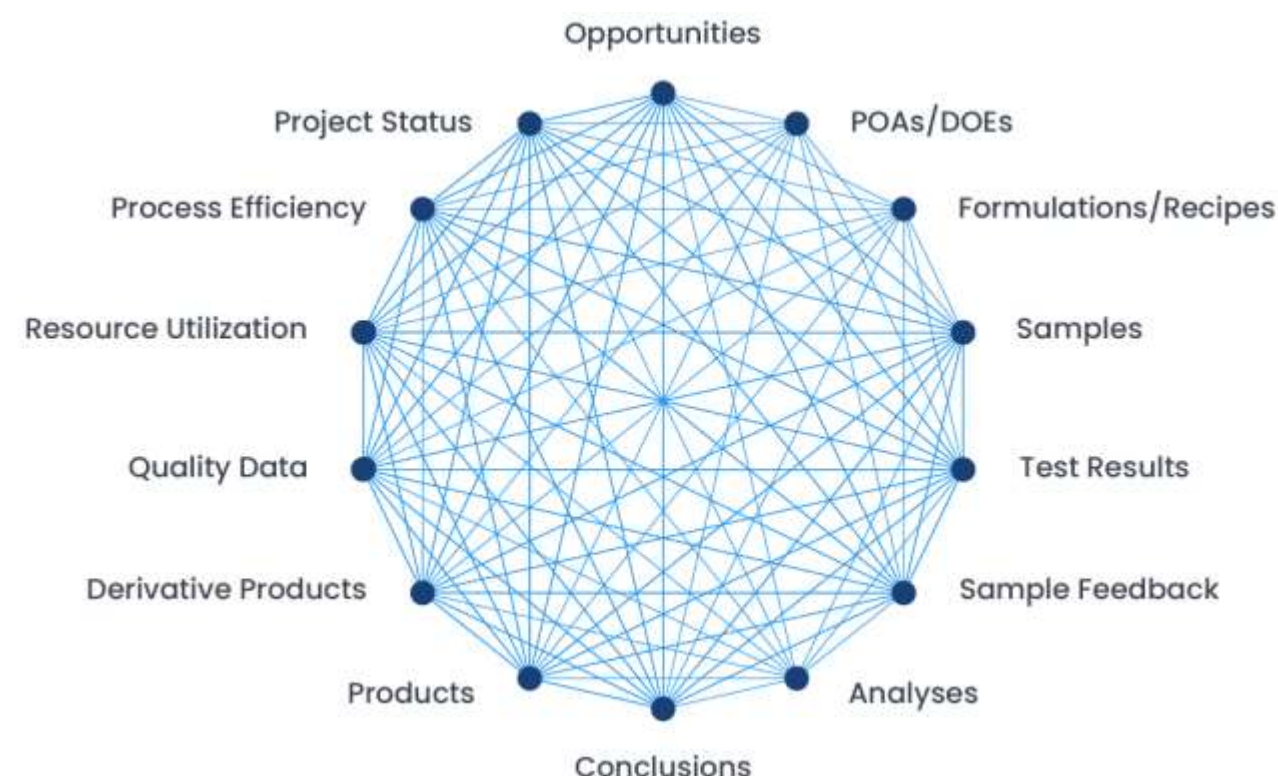 Opportunities
Project Status
POAs/DOEs
Process Efficiency
Formulations/Recipes
Resource Utilization
Samples
Quality Data
Test Results
Derivative Products
Sample Feedback
Products
Analyses
Conclusions